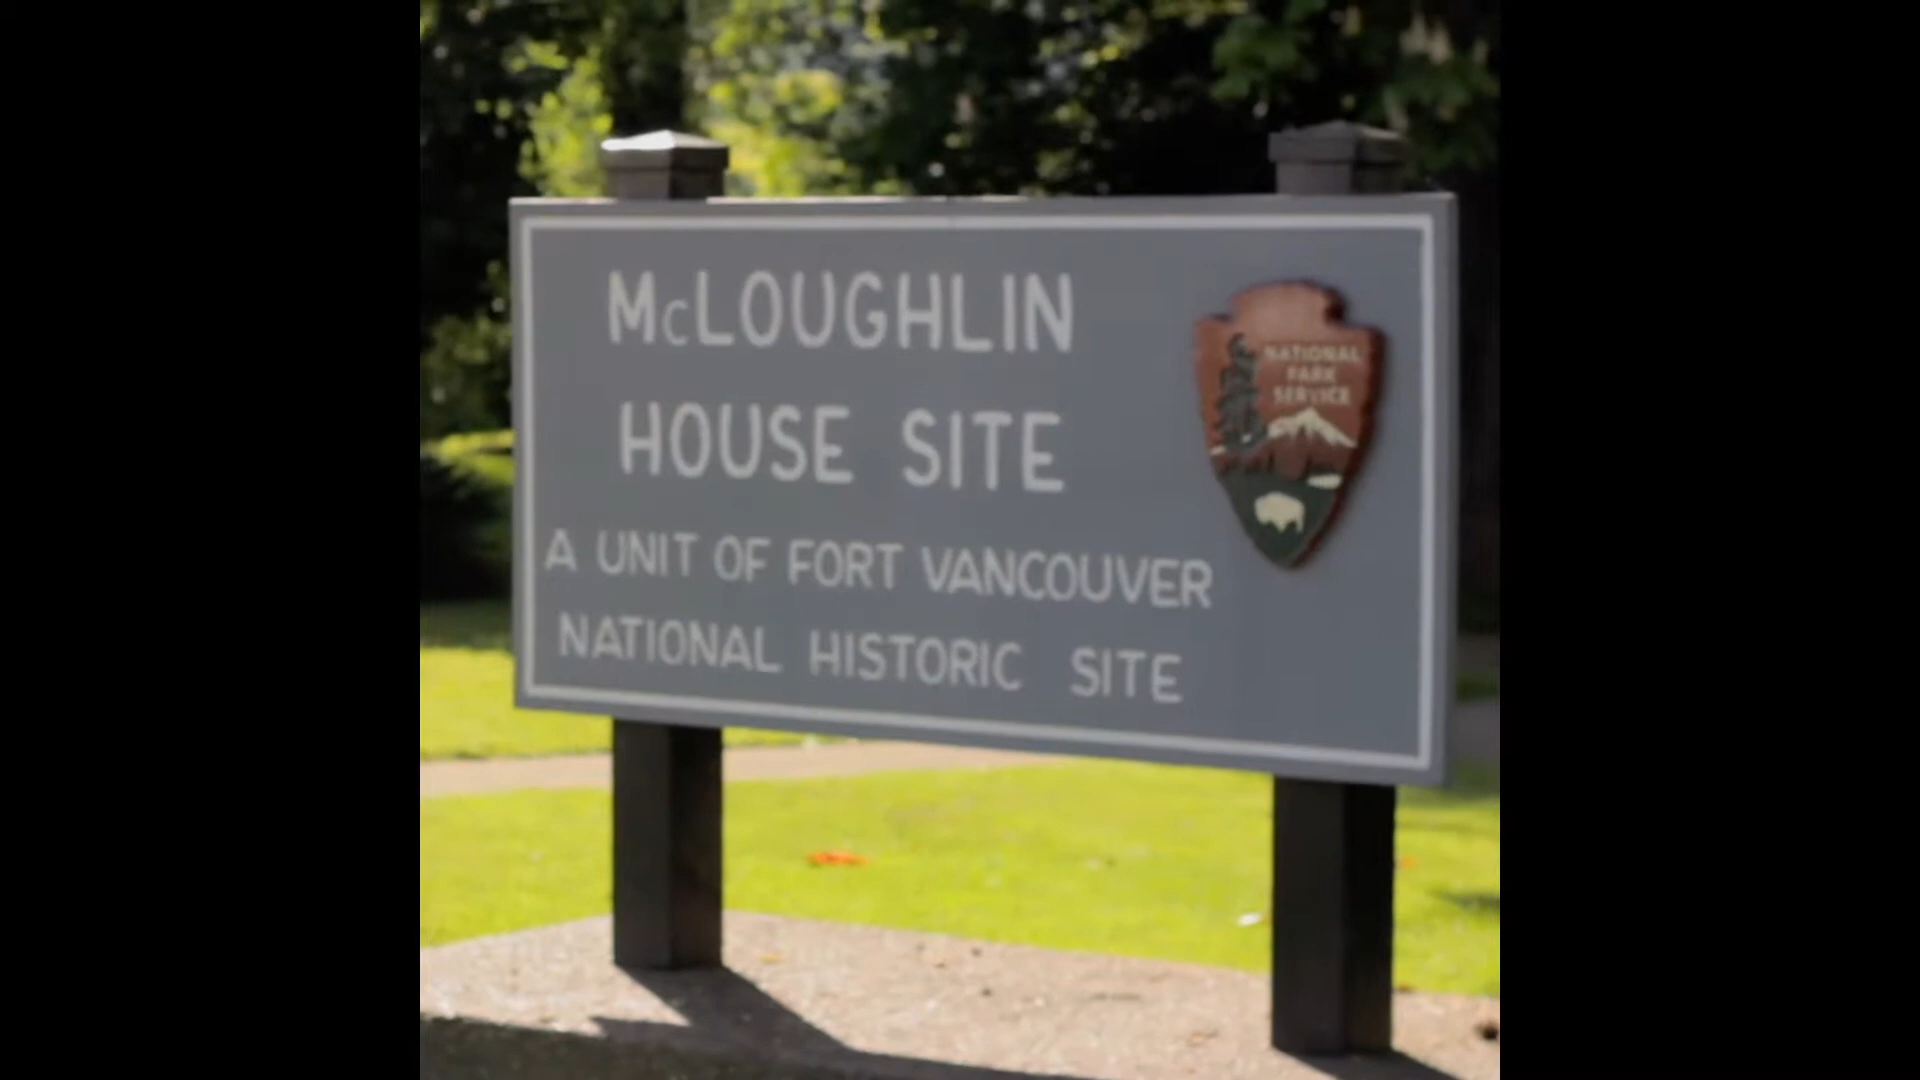 McLOUGHLIN
HOUSE SITE
A UNIT OF FORT VANCOUVER
NATIONAL HISTORIC SITE
NATIONAL
PARK
SERVICE